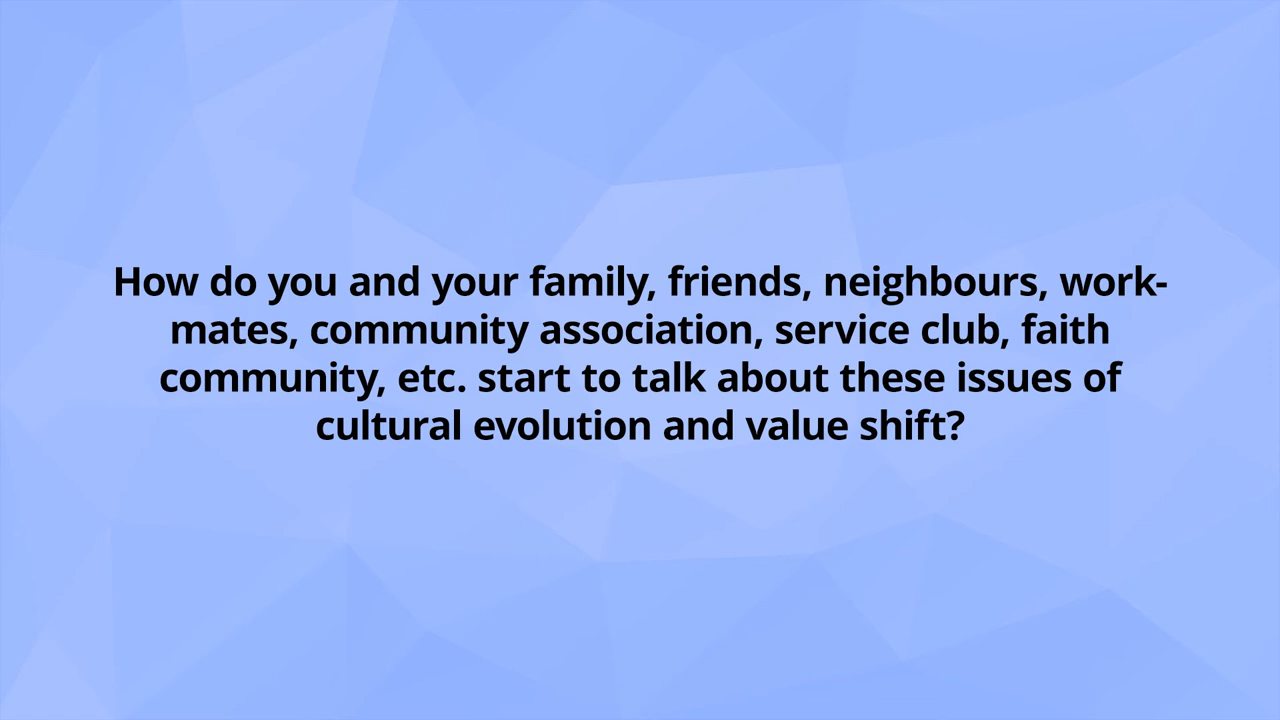 How do you and your family, friends, neighbours, work-
mates, community association, service club, faith
community, etc. start to talk about these issues of
cultural evolution and value shift?